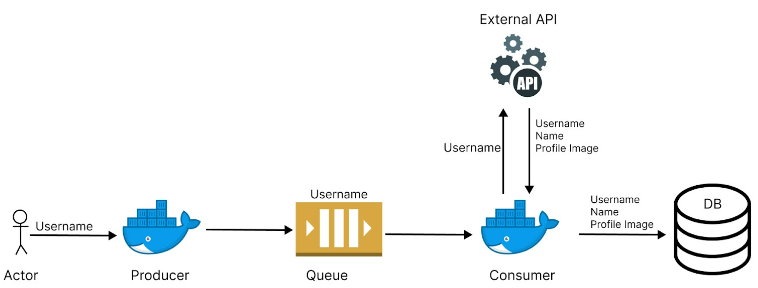 External API
API
Username
Username
Name
Profile Image
Username
Username
Username
Name
Profile Image
DB
Actor
Producer
Queue
Consumer